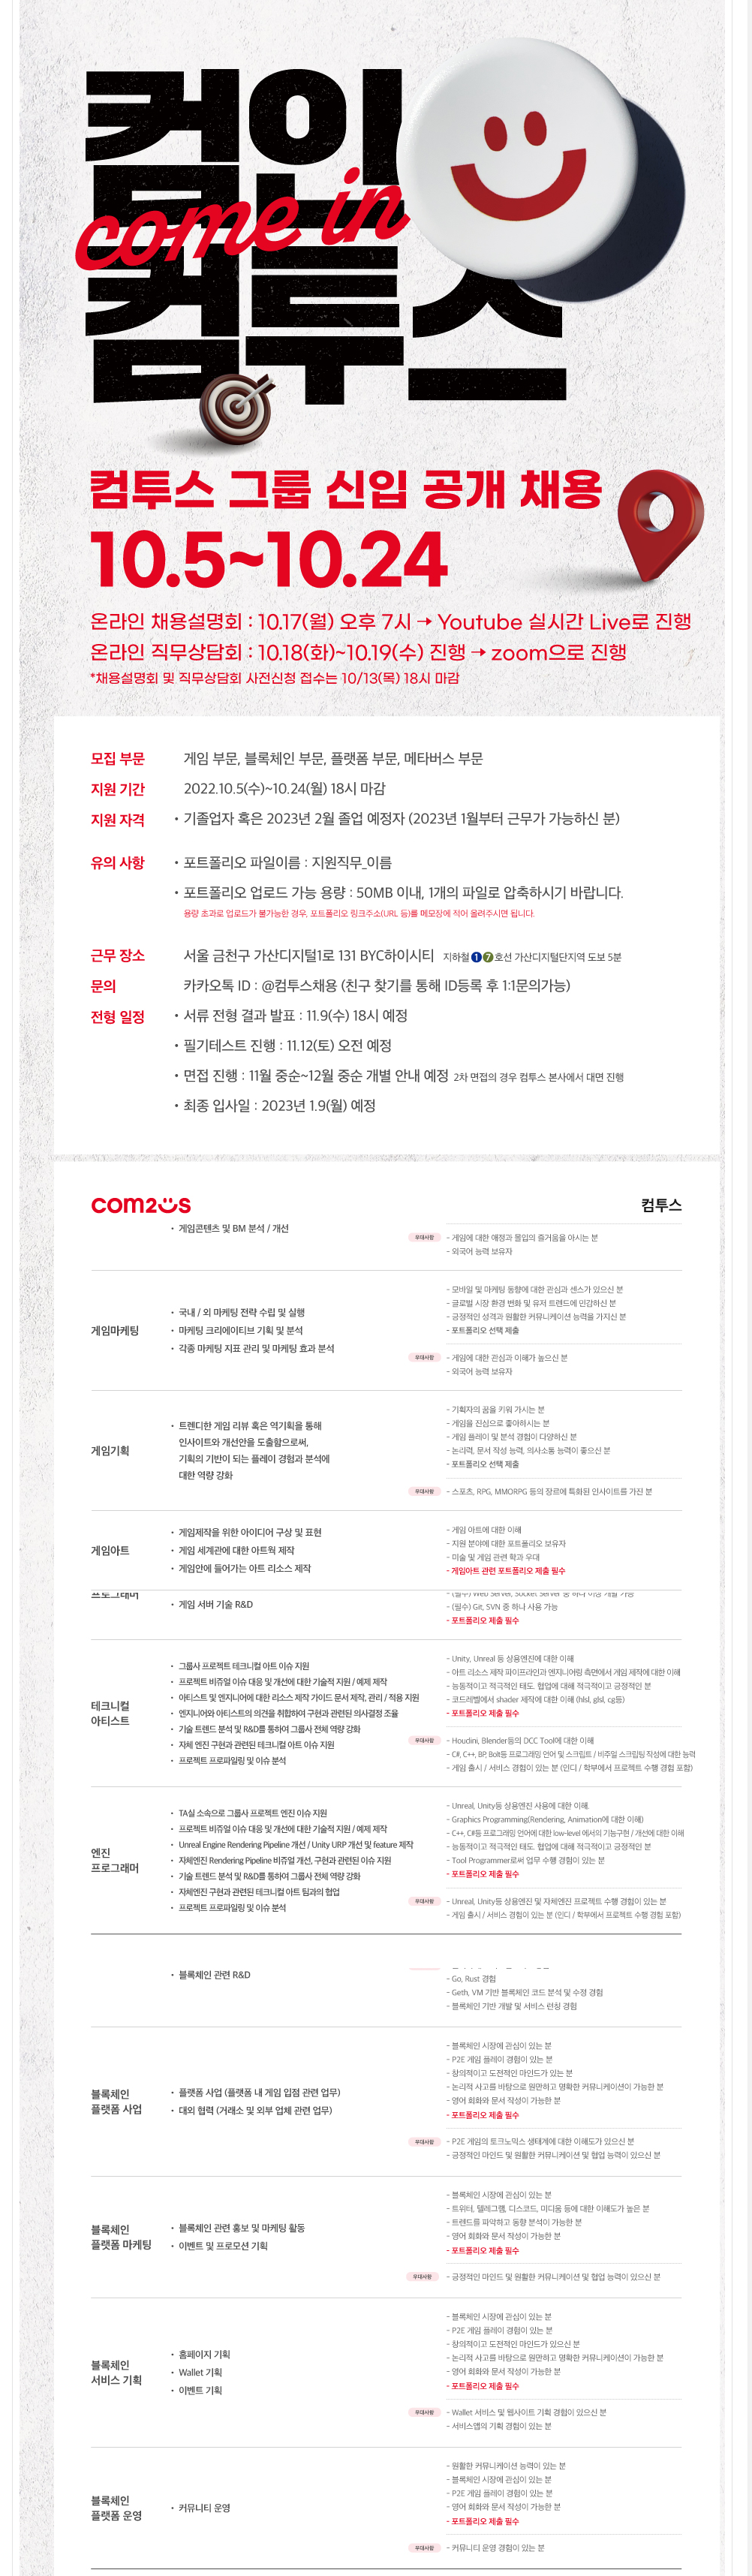 컴인
come in
컴투스
컴투스 그룹 신입 공개 채용
10.5~10.24
온라인 채용설명회 : 10.17(월) 오후 7시 → Youtube 실시간 Live로 진행
온라인 직무상담회 : 10.18(화)~10.19(수) 진행 → zoom으로 진행
*채용설명회 및 직무상담회 사전신청 접수는 10/13(목) 18시 마감
모집 부문 게임 부문, 블록체인 부문, 플랫폼 부문, 메타버스 부문
지원 기간 2022.10.5(수)~10.24(월) 18시 마감
지원 자격 • 기졸업자 혹은 2023년 2월 졸업 예정자 (2023년 1월부터 근무가 가능하신 분)
유의 사항 • 포트폴리오 파일이름 : 지원직무_이름
• 포트폴리오 업로드 가능 용량 : 50MB 이내, 1개의 파일로 압축하시기 바랍니다.
용량 초과로 업로드가 불가능한 경우, 포트폴리오 링크주소(URL 등)를 메모장에 적어 올려주시면 됩니다.
근무 장소 서울 금천구 가산디지털1로 131 BYC하이시티 지하철 1 7 호선 가산디지털단지역 도보 5분
문의 카카오톡 ID : @컴투스채용 (친구 찾기를 통해 ID등록 후 1:1문의가능)
전형 일정 • 서류 전형 결과 발표 : 11.9(수) 18시 예정
• 필기테스트 진행 : 11.12(토) 오전 예정
• 면접 진행 : 11월 중순~12월 중순 개별 안내 예정 2차 면접의 경우 컴투스 본사에서 대면 진행
• 최종 입사일 : 2023년 1.9(월) 예정
com2us 컴투스
• 게임콘텐츠 및 BM 분석 / 개선
우대사항 - 게임에 대한 애정과 몰입의 즐거움을 아시는 분
- 외국어 능력 보유자
게임마케팅
• 국내 / 외 마케팅 전략 수립 및 실행
• 마케팅 크리에이티브 기획 및 분석
• 각종 마케팅 지표 관리 및 마케팅 효과 분석
- 모바일 및 마케팅 동향에 대한 관심과 센스가 있으신 분
- 글로벌 시장 환경 변화 및 유저 트렌드에 민감하신 분
- 긍정적인 성격과 원활한 커뮤니케이션 능력을 가지신 분
- 포트폴리오 선택 제출
우대사항 - 게임에 대한 관심과 이해가 높으신 분
- 외국어 능력 보유자
게임기획
• 트렌디한 게임 리뷰 혹은 역기획을 통해
인사이트와 개선안을 도출함으로써,
기획의 기반이 되는 플레이 경험과 분석에
대한 역량 강화
- 기획자의 꿈을 키워 가시는 분
- 게임을 진심으로 좋아하시는 분
- 게임 플레이 및 분석 경험이 다양하신 분
- 논리력, 문서 작성 능력, 의사소통 능력이 좋으신 분
- 포트폴리오 선택 제출
우대사항 - 스포츠, RPG, MMORPG 등의 장르에 특화된 인사이트를 가진 분
게임아트
• 게임제작을 위한 아이디어 구상 및 표현
• 게임 세계관에 대한 아트웍 제작
• 게임안에 들어가는 아트 리소스 제작
- 게임 아트에 대한 이해
- 지원 분야에 대한 포트폴리오 보유자
- 미술 및 게임 관련 학과 우대
- 게임아트 관련 포트폴리오 제출 필수
프로그래머
• 게임 서버 기술 R&D
- (필수) Web Server, Socket Server 중 하나 이상 개발 가능
- (필수) Git, SVN 중 하나 사용 가능
- 포트폴리오 제출 필수
테크니컬
아티스트
• 그룹사 프로젝트 테크니컬 아트 이슈 지원
• 프로젝트 비쥬얼 이슈 대응 및 개선에 대한 기술적 지원 / 예제 제작
• 아티스트 및 엔지니어에 대한 리소스 제작 가이드 문서 제작, 관리 / 적용 지원
• 엔지니어와 아티스트의 의견을 취합하여 구현과 관련된 의사결정 조율
• 기술 트렌드 분석 및 R&D를 통하여 그룹사 전체 역량 강화
• 자체 엔진 구현과 관련된 테크니컬 아트 이슈 지원
• 프로젝트 프로파일링 및 이슈 분석
- Unity, Unreal 등 상용엔진에 대한 이해
- 아트 리소스 제작 파이프라인과 엔지니어링 측면에서 게임 제작에 대한 이해
- 능동적이고 적극적인 태도. 협업에 대해 적극적이고 긍정적인 분
- 코드레벨에서 shader 제작에 대한 이해 (hlsl, glsl, cg등)
- 포트폴리오 제출 필수
우대사항 - Houdini, Blender등의 DCC Tool에 대한 이해
- C#, C++, BP, Bolt등 프로그래밍 언어 및 스크립트 / 비주얼 스크립팅 작성에 대한 능력
- 게임 출시 / 서비스 경험이 있는 분 (인디 / 학부에서 프로젝트 수행 경험 포함)
엔진
프로그래머
• TA실 소속으로 그룹사 프로젝트 엔진 이슈 지원
• 프로젝트 비쥬얼 이슈 대응 및 개선에 대한 기술적 지원 / 예제 제작
• Unreal Engine Rendering Pipeline 개선 / Unity URP 개선 및 feature 제작
• 자체엔진 Rendering Pipeline 비쥬얼 개선, 구현과 관련된 이슈 지원
• 기술 트렌드 분석 및 R&D를 통하여 그룹사 전체 역량 강화
• 자체엔진 구현과 관련된 테크니컬 아트 팀과의 협업
• 프로젝트 프로파일링 및 이슈 분석
- Unreal, Unity등 상용엔진 사용에 대한 이해.
- Graphics Programming(Rendering, Animation에 대한 이해)
- C++, C#등 프로그래밍 언어에 대한 low-level 에서의 기능구현 / 개선에 대한 이해
- 능동적이고 적극적인 태도. 협업에 대해 적극적이고 긍정적인 분
- Tool Programmer로써 업무 수행 경험이 있는 분
- 포트폴리오 제출 필수
우대사항 - Unreal, Unity등 상용엔진 및 자체엔진 프로젝트 수행 경험이 있는 분
- 게임 출시 / 서비스 경험이 있는 분 (인디 / 학부에서 프로젝트 수행 경험 포함)
• 블록체인 관련 R&D
- Go, Rust 경험
- Geth, VM 기반 블록체인 코드 분석 및 수정 경험
- 블록체인 기반 개발 및 서비스 런칭 경험
블록체인
플랫폼 사업
• 플랫폼 사업 (플랫폼 내 게임 입점 관련 업무)
• 대외 협력 (거래소 및 외부 업체 관련 업무)
- 블록체인 시장에 관심이 있는 분
- P2E 게임 플레이 경험이 있는 분
- 창의적이고 도전적인 마인드가 있는 분
- 논리적 사고를 바탕으로 원만하고 명확한 커뮤니케이션이 가능한 분
- 영어 회화와 문서 작성이 가능한 분
- 포트폴리오 제출 필수
우대사항 - P2E 게임의 토크노믹스 생태계에 대한 이해도가 있으신 분
- 긍정적인 마인드 및 원활한 커뮤니케이션 및 협업 능력이 있으신 분
블록체인
플랫폼 마케팅
• 블록체인 관련 홍보 및 마케팅 활동
• 이벤트 및 프로모션 기획
- 블록체인 시장에 관심이 있는 분
- 트위터, 텔레그램, 디스코드, 미디움 등에 대한 이해도가 높은 분
- 트렌드를 파악하고 동향 분석이 가능한 분
- 영어 회화와 문서 작성이 가능한 분
- 포트폴리오 제출 필수
우대사항 - 긍정적인 마인드 및 원활한 커뮤니케이션 및 협업 능력이 있으신 분
블록체인
서비스 기획
• 홈페이지 기획
• Wallet 기획
• 이벤트 기획
- 블록체인 시장에 관심이 있는 분
- P2E 게임 플레이 경험이 있는 분
- 창의적이고 도전적인 마인드가 있으신 분
- 논리적 사고를 바탕으로 원만하고 명확한 커뮤니케이션이 가능한 분
- 영어 회화와 문서 작성이 가능한 분
- 포트폴리오 제출 필수
우대사항 - Wallet 서비스 및 웹사이트 기획 경험이 있으신 분
- 서비스앱의 기획 경험이 있는 분
블록체인
플랫폼 운영
• 커뮤니티 운영
- 원활한 커뮤니케이션 능력이 있는 분
- 블록체인 시장에 관심이 있는 분
- P2E 게임 플레이 경험이 있는 분
- 영어 회화와 문서 작성이 가능한 분
- 포트폴리오 제출 필수
우대사항 - 커뮤니티 운영 경험이 있는 분